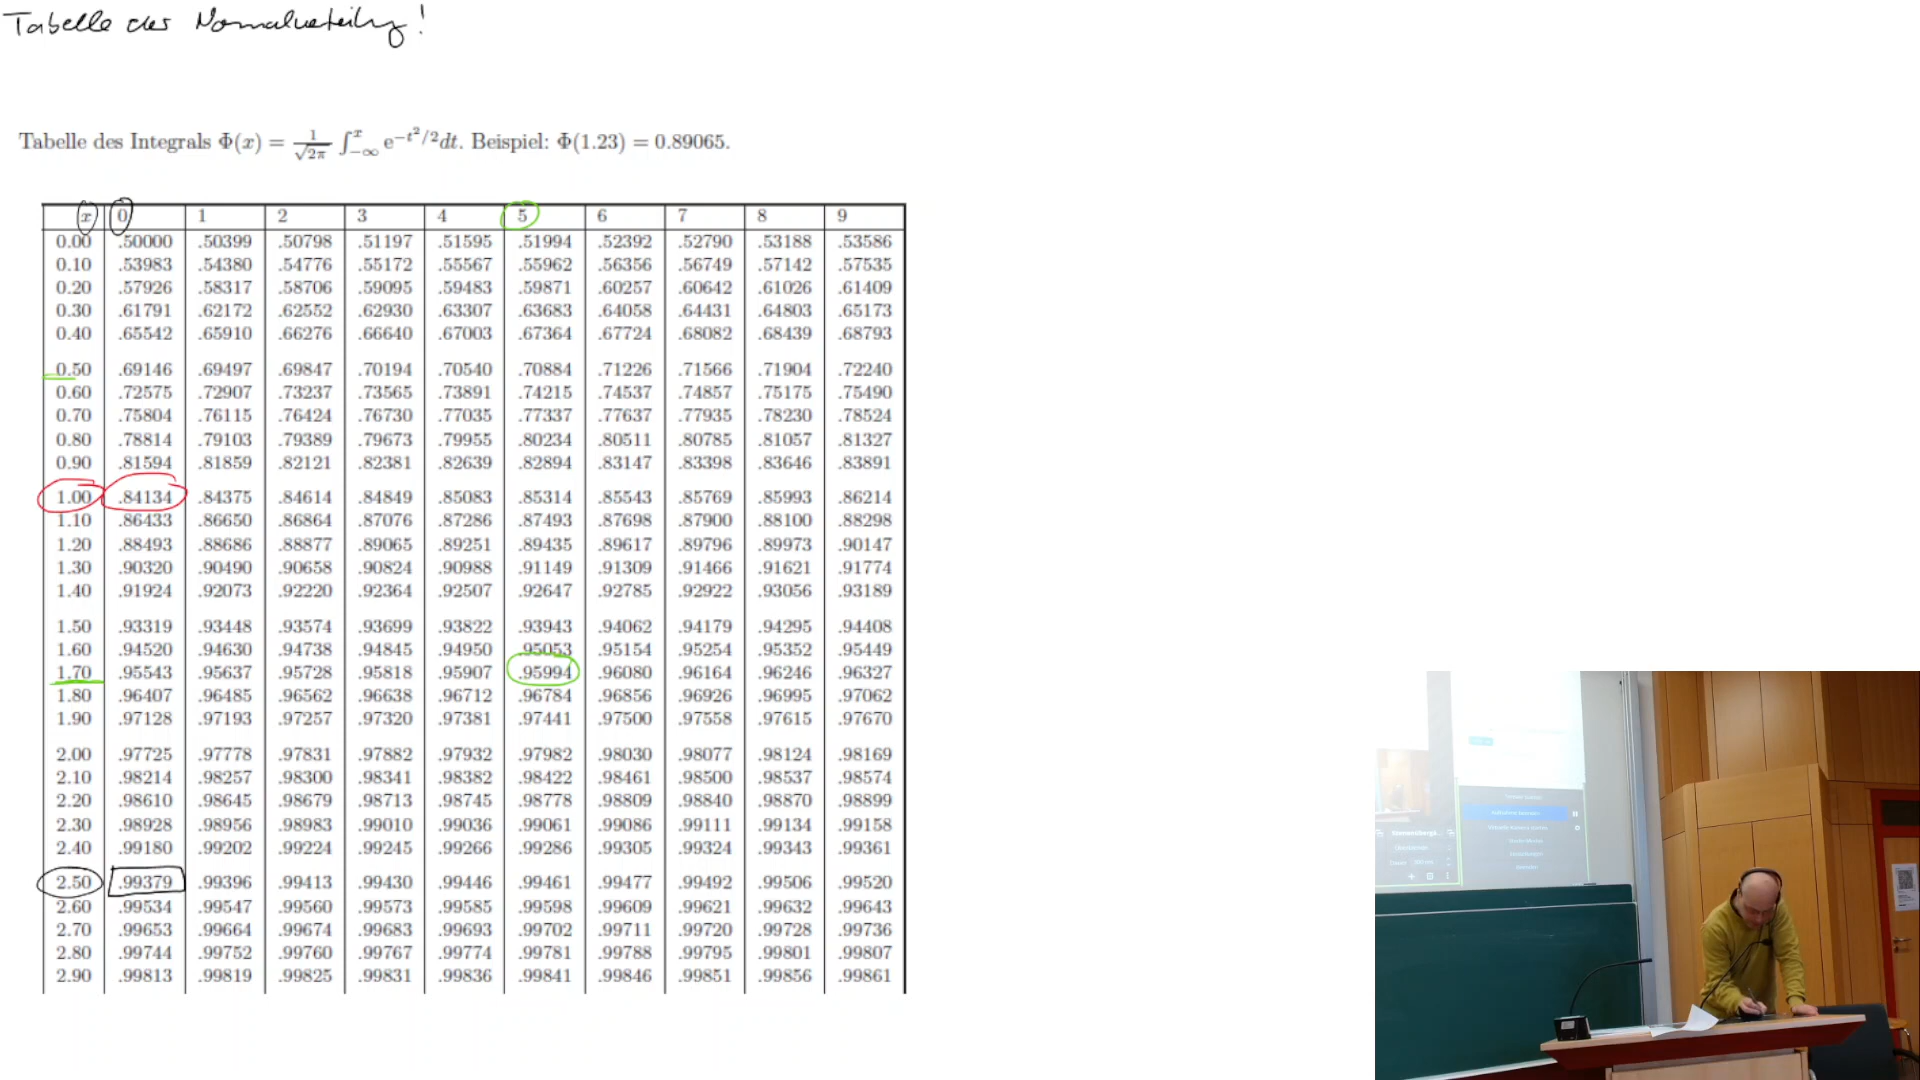 Tabelle der Normalverteilung!
Tabelle des Integrals Φ(x) = 1/√2π ∫_{-∞}^{x} e^{-t²/2}dt. Beispiel: Φ(1.23) = 0.89065.
x 0 1 2 3 4 5 6 7 8 9
0.00 .50000 .50399 .50798 .51197 .51595 .51994 .52392 .52790 .53188 .53586
0.10 .53983 .54380 .54776 .55172 .55567 .55962 .56356 .56749 .57142 .57535
0.20 .57926 .58317 .58706 .59095 .59483 .59871 .60257 .60642 .61026 .61409
0.30 .61791 .62172 .62552 .62930 .63307 .63683 .64058 .64431 .64803 .65173
0.40 .65542 .65910 .66276 .66640 .67003 .67364 .67724 .68082 .68439 .68793
0.50 .69146 .69497 .69847 .70194 .70540 .70884 .71226 .71566 .71904 .72240
0.60 .72575 .72907 .73237 .73565 .73891 .74215 .74537 .74857 .75175 .75490
0.70 .75804 .76115 .76424 .76730 .77035 .77337 .77637 .77935 .78230 .78524
0.80 .78814 .79103 .79389 .79673 .79955 .80234 .80511 .80785 .81057 .81327
0.90 .81594 .81859 .82121 .82381 .82639 .82894 .83147 .83398 .83646 .83891
1.00 .84134 .84375 .84614 .84849 .85083 .85314 .85543 .85769 .85993 .86214
1.10 .86433 .86650 .86864 .87076 .87286 .87493 .87698 .87900 .88100 .88298
1.20 .88493 .88686 .88877 .89065 .89251 .89435 .89617 .89796 .89973 .90147
1.30 .90320 .90490 .90658 .90824 .90988 .91149 .91309 .91466 .91621 .91774
1.40 .91924 .92073 .92220 .92364 .92507 .92647 .92785 .92922 .93056 .93189
1.50 .93319 .93448 .93574 .93699 .93822 .93943 .94062 .94179 .94295 .94408
1.60 .94520 .94630 .94738 .94845 .94950 .95053 .95154 .95254 .95352 .95449
1.70 .95543 .95637 .95728 .95818 .95907 .95994 .96080 .96164 .96246 .96327
1.80 .96407 .96485 .96562 .96638 .96712 .96784 .96856 .96926 .96995 .97062
1.90 .97128 .97193 .97257 .97320 .97381 .97441 .97500 .97558 .97615 .97670
2.00 .97725 .97778 .97831 .97882 .97932 .97982 .98030 .98077 .98124 .98169
2.10 .98214 .98257 .98300 .98341 .98382 .98422 .98461 .98500 .98537 .98574
2.20 .98610 .98645 .98679 .98713 .98745 .98778 .98809 .98840 .98870 .98899
2.30 .98928 .98956 .98983 .99010 .99036 .99061 .99086 .99111 .99134 .99158
2.40 .99180 .99202 .99224 .99245 .99266 .99286 .99305 .99324 .99343 .99361
2.50 .99379 .99396 .99413 .99430 .99446 .99461 .99477 .99492 .99506 .99520
2.60 .99534 .99547 .99560 .99573 .99585 .99598 .99609 .99621 .99632 .99643
2.70 .99653 .99664 .99674 .99683 .99693 .99702 .99711 .99720 .99728 .99736
2.80 .99744 .99752 .99760 .99767 .99774 .99781 .99788 .99795 .99801 .99807
2.90 .99813 .99819 .99825 .99831 .99836 .99841 .99846 .99851 .99856 .99861